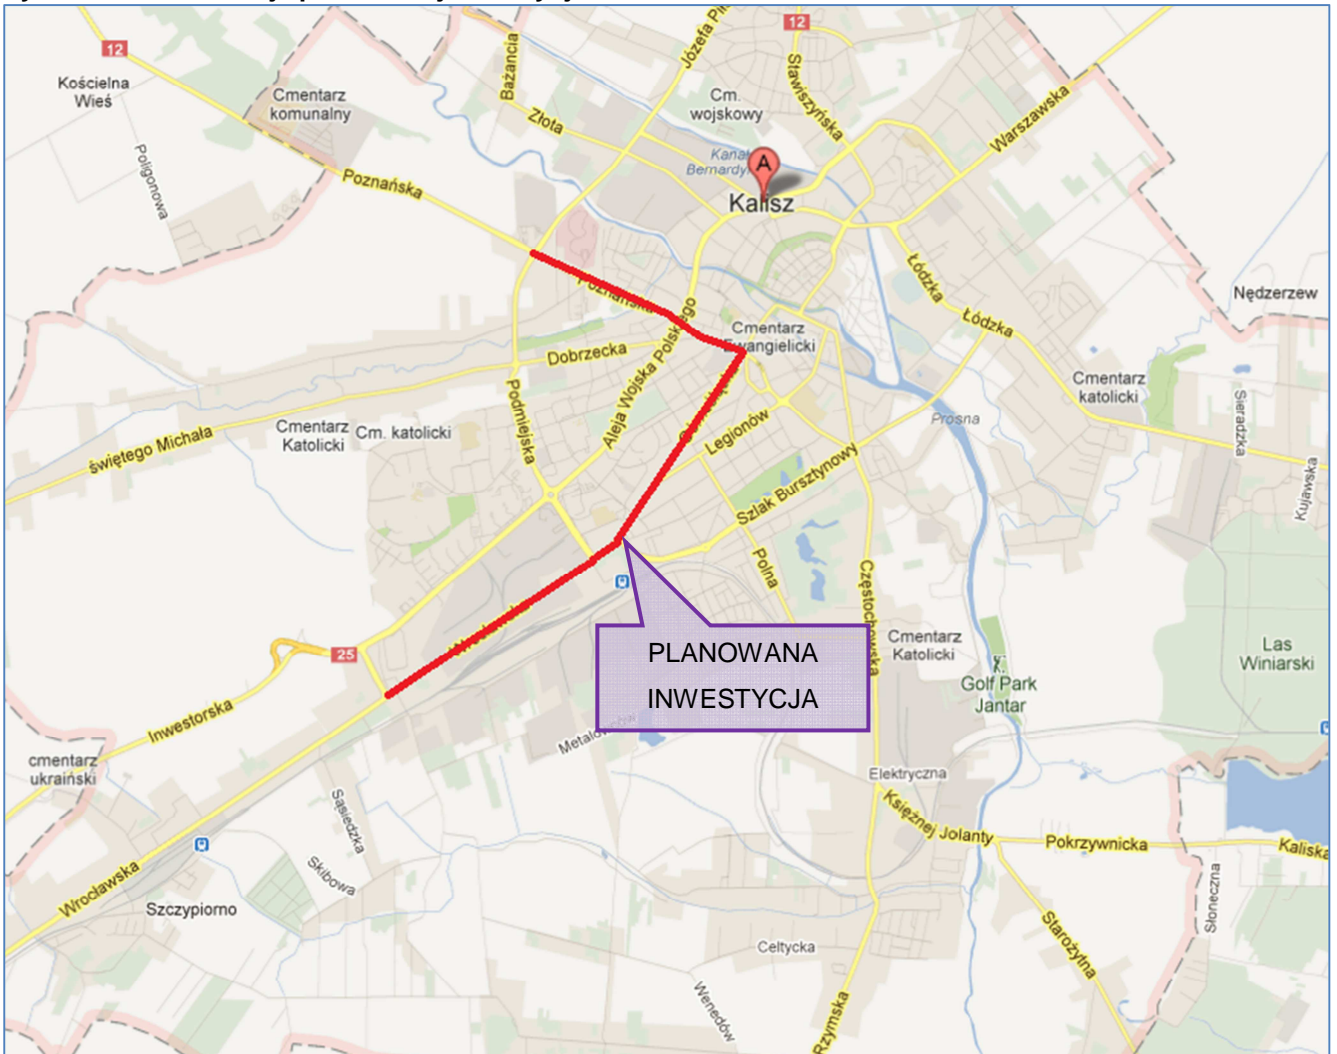 12
12
Kościelna
Wieś
Cmentarz
komunalny
Bażancia
Złota
Józefa Pi
Stawiszyńska
Cm.
wojskowy
Warszawska
Kanał
Bernardy
A
Kalisz
Poligonowa
Poznańska
Poznańska
Łódzka
Łódzka
Nędzerzew
Cmentarz
Ewangielicki
Dobrzecka
Aleja Wojska Polskiego
Podmiejska
Cmentarz
katolicki
Sieradzka
Kujawska
Prosna
świętego Michała
Cmentarz
Katolicki
Cm. katolicki
Legionów
Szlak Bursztynowy
Polna
Częstochowska
25
PLANOWANA
INWESTYCJA
Cmentarz
Katolicki
Golf Park
Jantar
Las
Winiarski
Inwestorska
cmentarz
ukraiński
Metalowców
Elektryczna
Księżnej Jolanty
Pokrzywnicka
Kaliska
Sąsiedzka
Skibowa
Wrocławska
Szczypiorno
Słoneczna
Starożytna
Celtycka
Wenedów
Rzymska